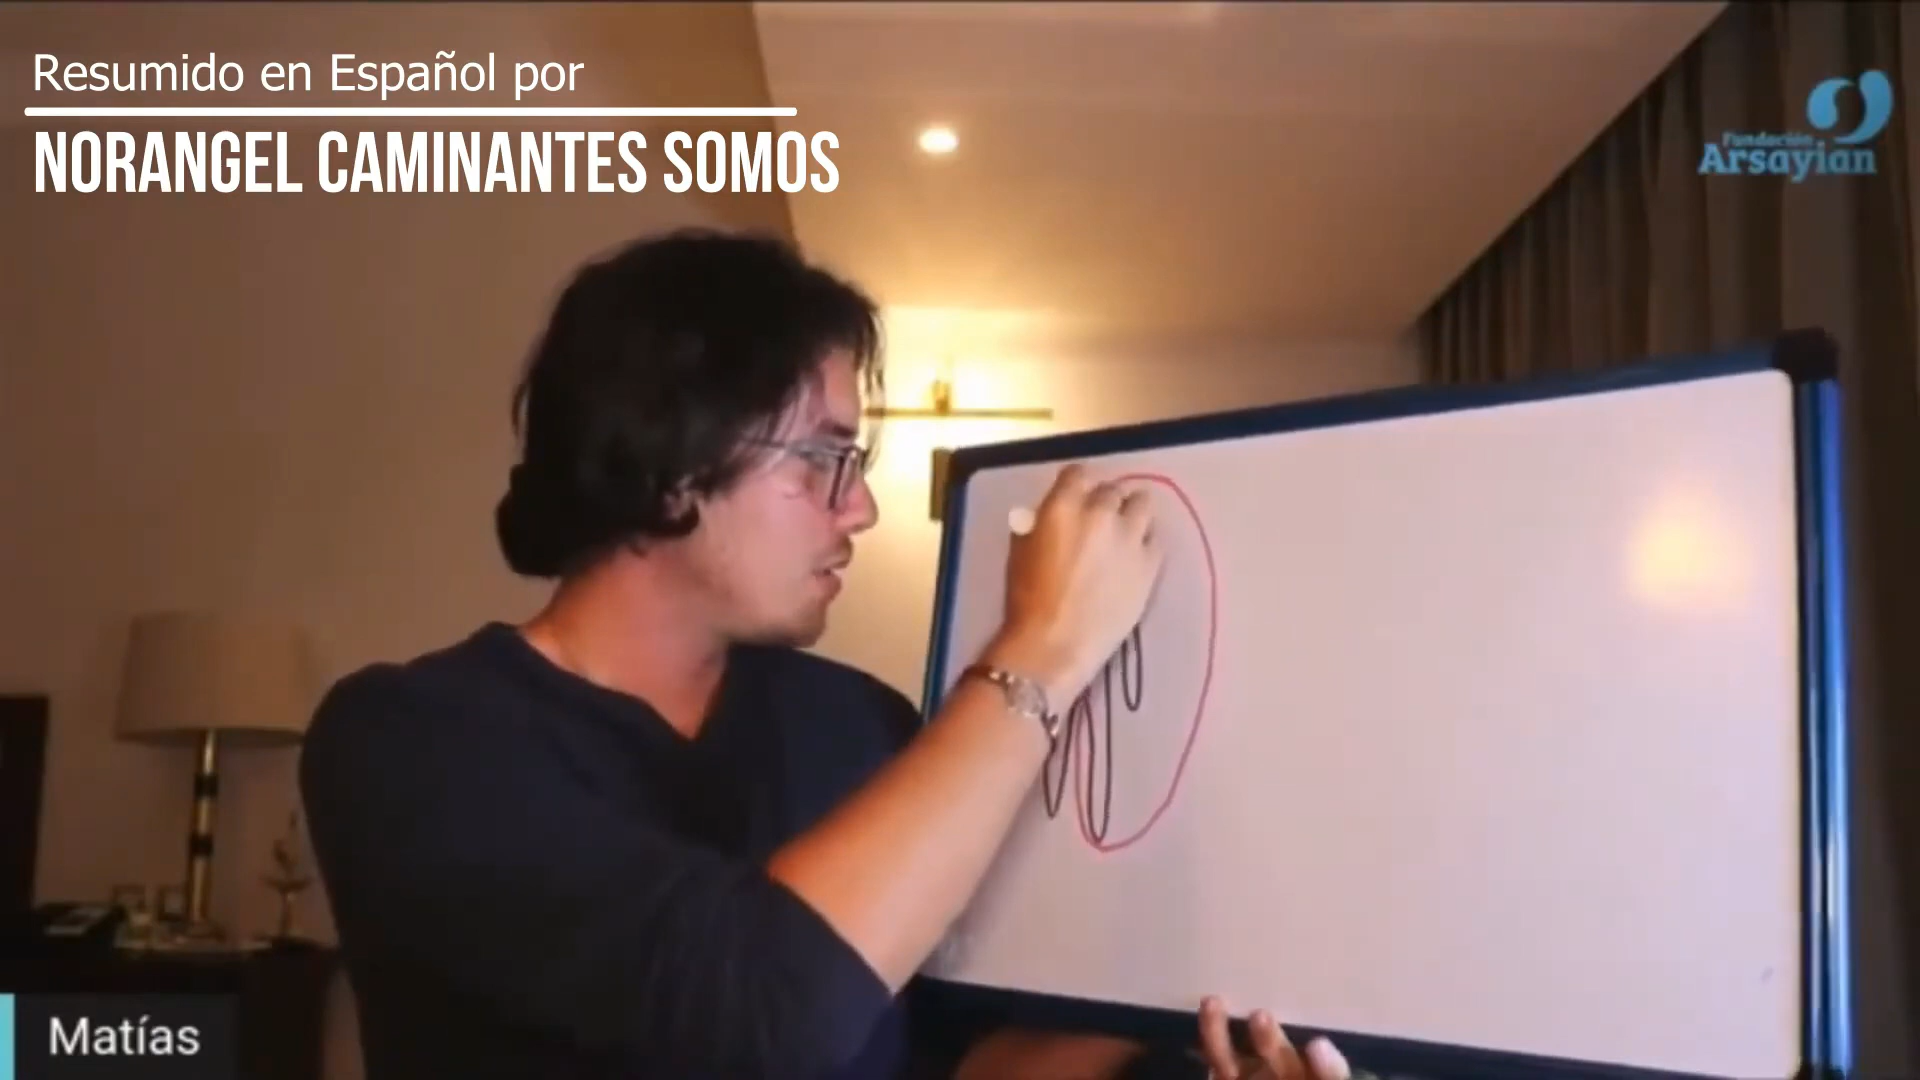 Resumido en Español por
NORANGEL CAMINANTES SOMOS
Fundación
Arsayian
Matías